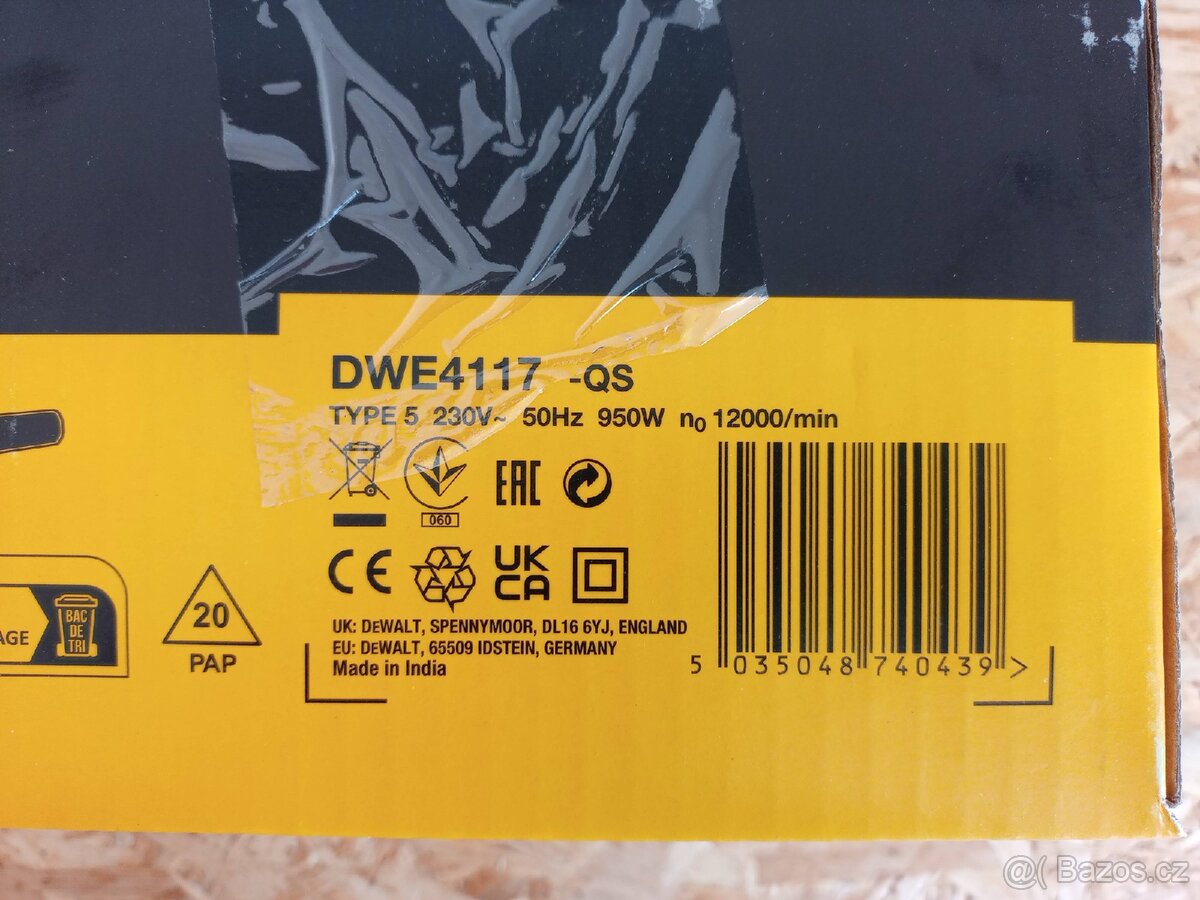 DWE4117 -QS
TYPE 5 230V~ 50Hz 950W n0 12000/min
060
EAC
CE
UK
CA
UK: DEWALT, SPENNYMOOR, DL16 6YJ, ENGLAND
EU: DEWALT, 65509 IDSTEIN, GERMANY
Made in India
5 035048 740439 >
20
PAP
AGE
BAC
DE
TRI
@( Bazos.cz